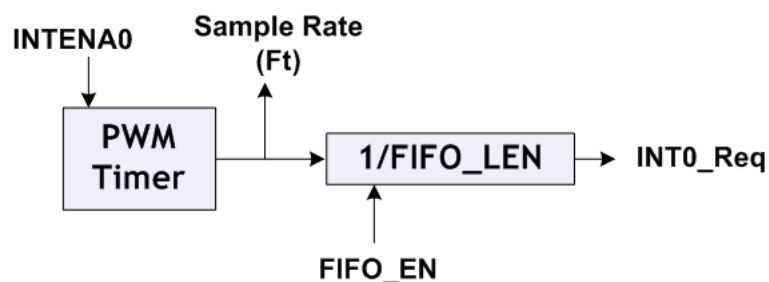 INTENA0
Sample Rate
(Ft)
PWM
Timer
1/FIFO_LEN
INT0_Req
FIFO_EN